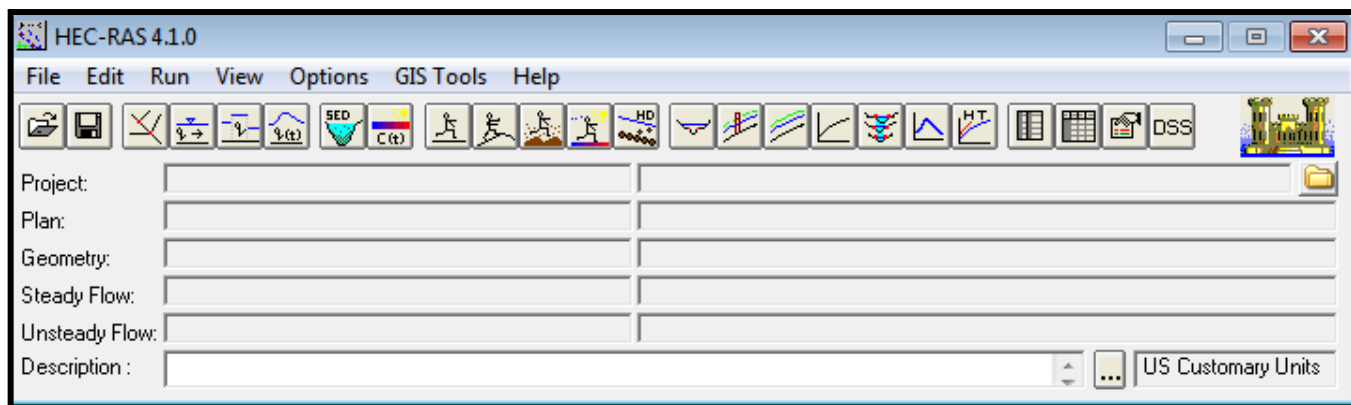 HEC-RAS 4.1.0
File Edit Run View Options GIS Tools Help
SED C(t) HD HT DSS
Project:
Plan:
Geometry:
Steady Flow:
Unsteady Flow:
Description : ... US Customary Units